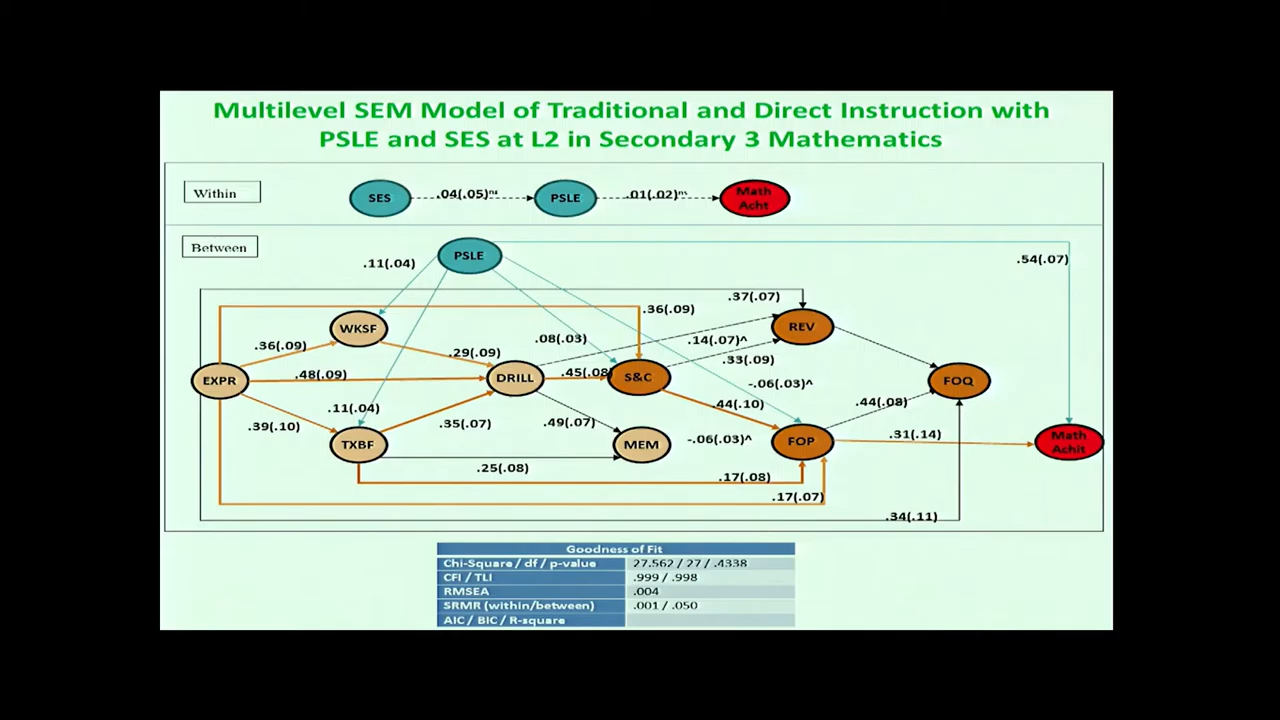 Multilevel SEM Model of Traditional and Direct Instruction with
PSLE and SES at L2 in Secondary 3 Mathematics
Within
SES
.04(.05)ⁿˢ
PSLE
.01(.02)ⁿˢ
Math
Acht
Between
PSLE
.11(.04)
.54(.07)
.37(.07)
.36(.09)
WKSF
REV
.36(.09)
.08(.03)
.14(.07)^
.29(.09)
.33(.09)
EXPR
.48(.09)
DRILL
.45(.08)
S&C
-.06(.03)^
FOQ
.11(.04)
.44(.10)
.44(.08)
.39(.10)
.35(.07)
.49(.07)
TXBF
MEM
-.06(.03)^
FOP
.31(.14)
Math
Achit
.25(.08)
.17(.08)
.17(.07)
.34(.11)
Goodness of Fit
Chi-Square / df / p-value 27.562 / 27 / .4338
CFI / TLI .999 / .998
RMSEA .004
SRMR (within/between) .001 / .050
AIC / BIC / R-square